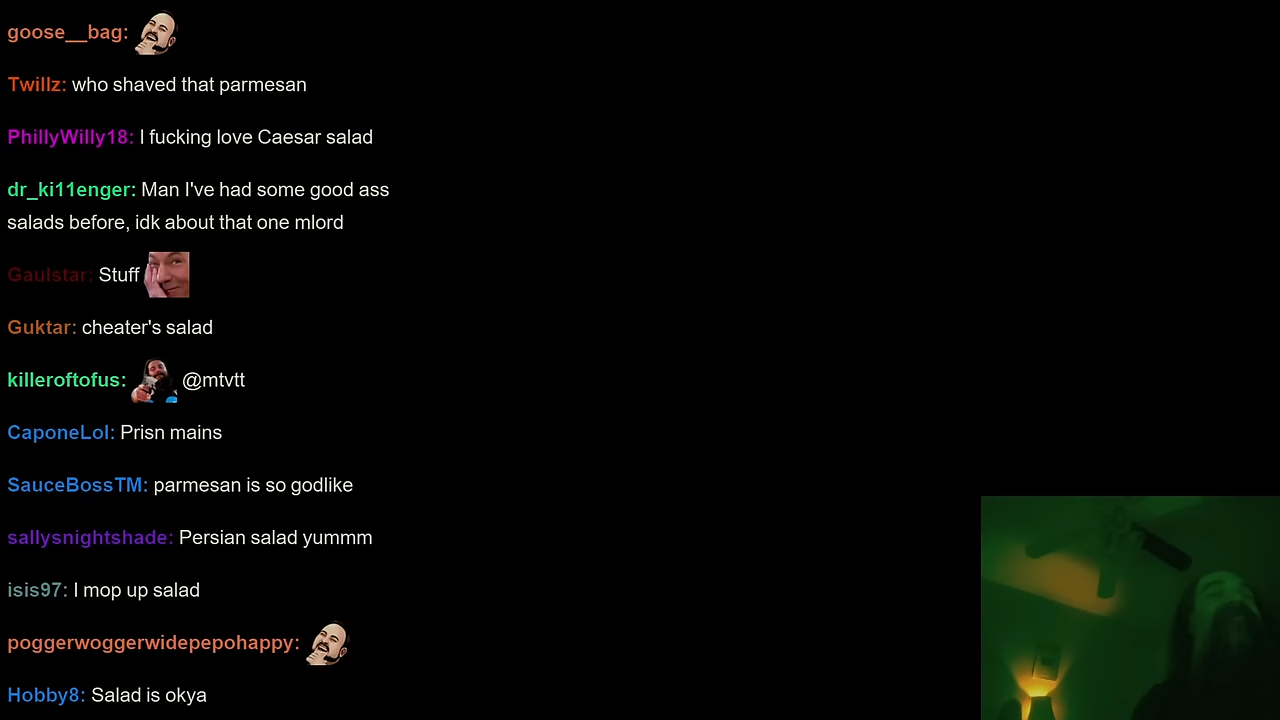 goose__bag:
Twillz: who shaved that parmesan
PhillyWilly18: I fucking love Caesar salad
dr_ki11enger: Man I've had some good ass
salads before, idk about that one mlord
Gaulstar: Stuff
Guktar: cheater's salad
killeroftofus: @mtvtt
CaponeLol: Prisn mains
SauceBossTM: parmesan is so godlike
sallysnightshade: Persian salad yummm
isis97: I mop up salad
poggerwoggerwidepepohappy:
Hobby8: Salad is okya